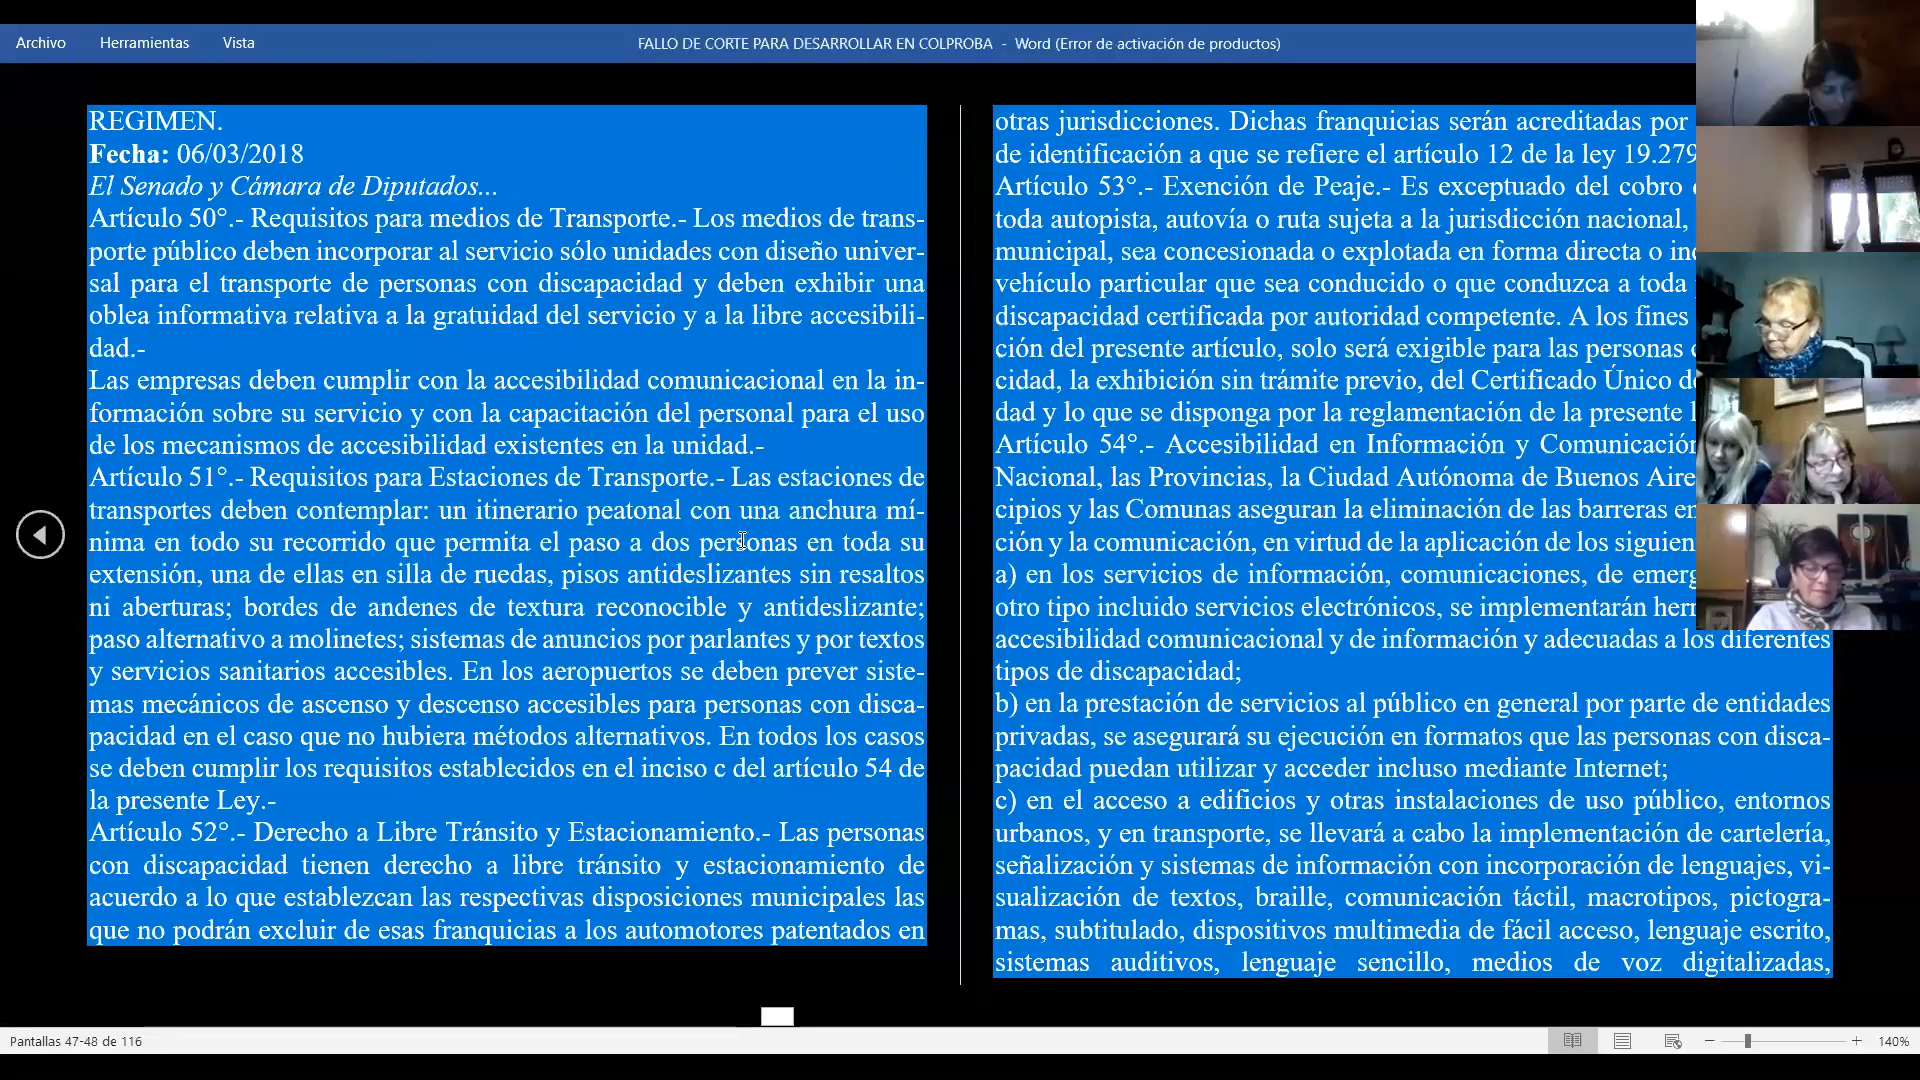 Archivo Herramientas Vista
FALLO DE CORTE PARA DESARROLLAR EN COLPROBA - Word (Error de activación de productos)
REGIMEN.
Fecha: 06/03/2018
El Senado y Cámara de Diputados...
Artículo 50°.- Requisitos para medios de Transporte.- Los medios de trans-
porte público deben incorporar al servicio sólo unidades con diseño univer-
sal para el transporte de personas con discapacidad y deben exhibir una
oblea informativa relativa a la gratuidad del servicio y a la libre accesibili-
dad.-
Las empresas deben cumplir con la accesibilidad comunicacional en la in-
formación sobre su servicio y con la capacitación del personal para el uso
de los mecanismos de accesibilidad existentes en la unidad.-
Artículo 51°.- Requisitos para Estaciones de Transporte.- Las estaciones de
transportes deben contemplar: un itinerario peatonal con una anchura mí-
nima en todo su recorrido que permita el paso a dos personas en toda su
extensión, una de ellas en silla de ruedas, pisos antideslizantes sin resaltos
ni aberturas; bordes de andenes de textura reconocible y antideslizante;
paso alternativo a molinetes; sistemas de anuncios por parlantes y por textos
y servicios sanitarios accesibles. En los aeropuertos se deben prever siste-
mas mecánicos de ascenso y descenso accesibles para personas con disca-
pacidad en el caso que no hubiera métodos alternativos. En todos los casos
se deben cumplir los requisitos establecidos en el inciso c del artículo 54 de
la presente Ley.-
Artículo 52°.- Derecho a Libre Tránsito y Estacionamiento.- Las personas
con discapacidad tienen derecho a libre tránsito y estacionamiento de
acuerdo a lo que establezcan las respectivas disposiciones municipales las
que no podrán excluir de esas franquicias a los automotores patentados en
otras jurisdicciones. Dichas franquicias serán acreditadas por
de identificación a que se refiere el artículo 12 de la ley 19.279
Artículo 53°.- Exención de Peaje.- Es exceptuado del cobro
toda autopista, autovía o ruta sujeta a la jurisdicción nacional,
municipal, sea concesionada o explotada en forma directa o
vehículo particular que sea conducido o que conduzca a toda
discapacidad certificada por autoridad competente. A los fines
ción del presente artículo, solo será exigible para las personas
cidad, la exhibición sin trámite previo, del Certificado Único
dad y lo que se disponga por la reglamentación de la presente
Artículo 54°.- Accesibilidad en Información y Comunicación
Nacional, las Provincias, la Ciudad Autónoma de Buenos Aire
cipios y las Comunas aseguran la eliminación de las barreras en
ción y la comunicación, en virtud de la aplicación de los siguien
a) en los servicios de información, comunicaciones, de emerg
otro tipo incluido servicios electrónicos, se implementarán
accesibilidad comunicacional y de información y adecuadas a los diferentes
tipos de discapacidad;
b) en la prestación de servicios al público en general por parte de entidades
privadas, se asegurará su ejecución en formatos que las personas con disca-
pacidad puedan utilizar y acceder incluso mediante Internet;
c) en el acceso a edificios y otras instalaciones de uso público, entornos
urbanos, y en transporte, se llevará a cabo la implementación de cartelería,
señalización y sistemas de información con incorporación de lenguajes, vi-
sualización de textos, braille, comunicación táctil, macrotipos, pictogra-
mas, subtitulado, dispositivos multimedia de fácil acceso, lenguaje escrito,
sistemas auditivos, lenguaje sencillo, medios de voz digitalizadas,
Pantallas 47-48 de 116
140%